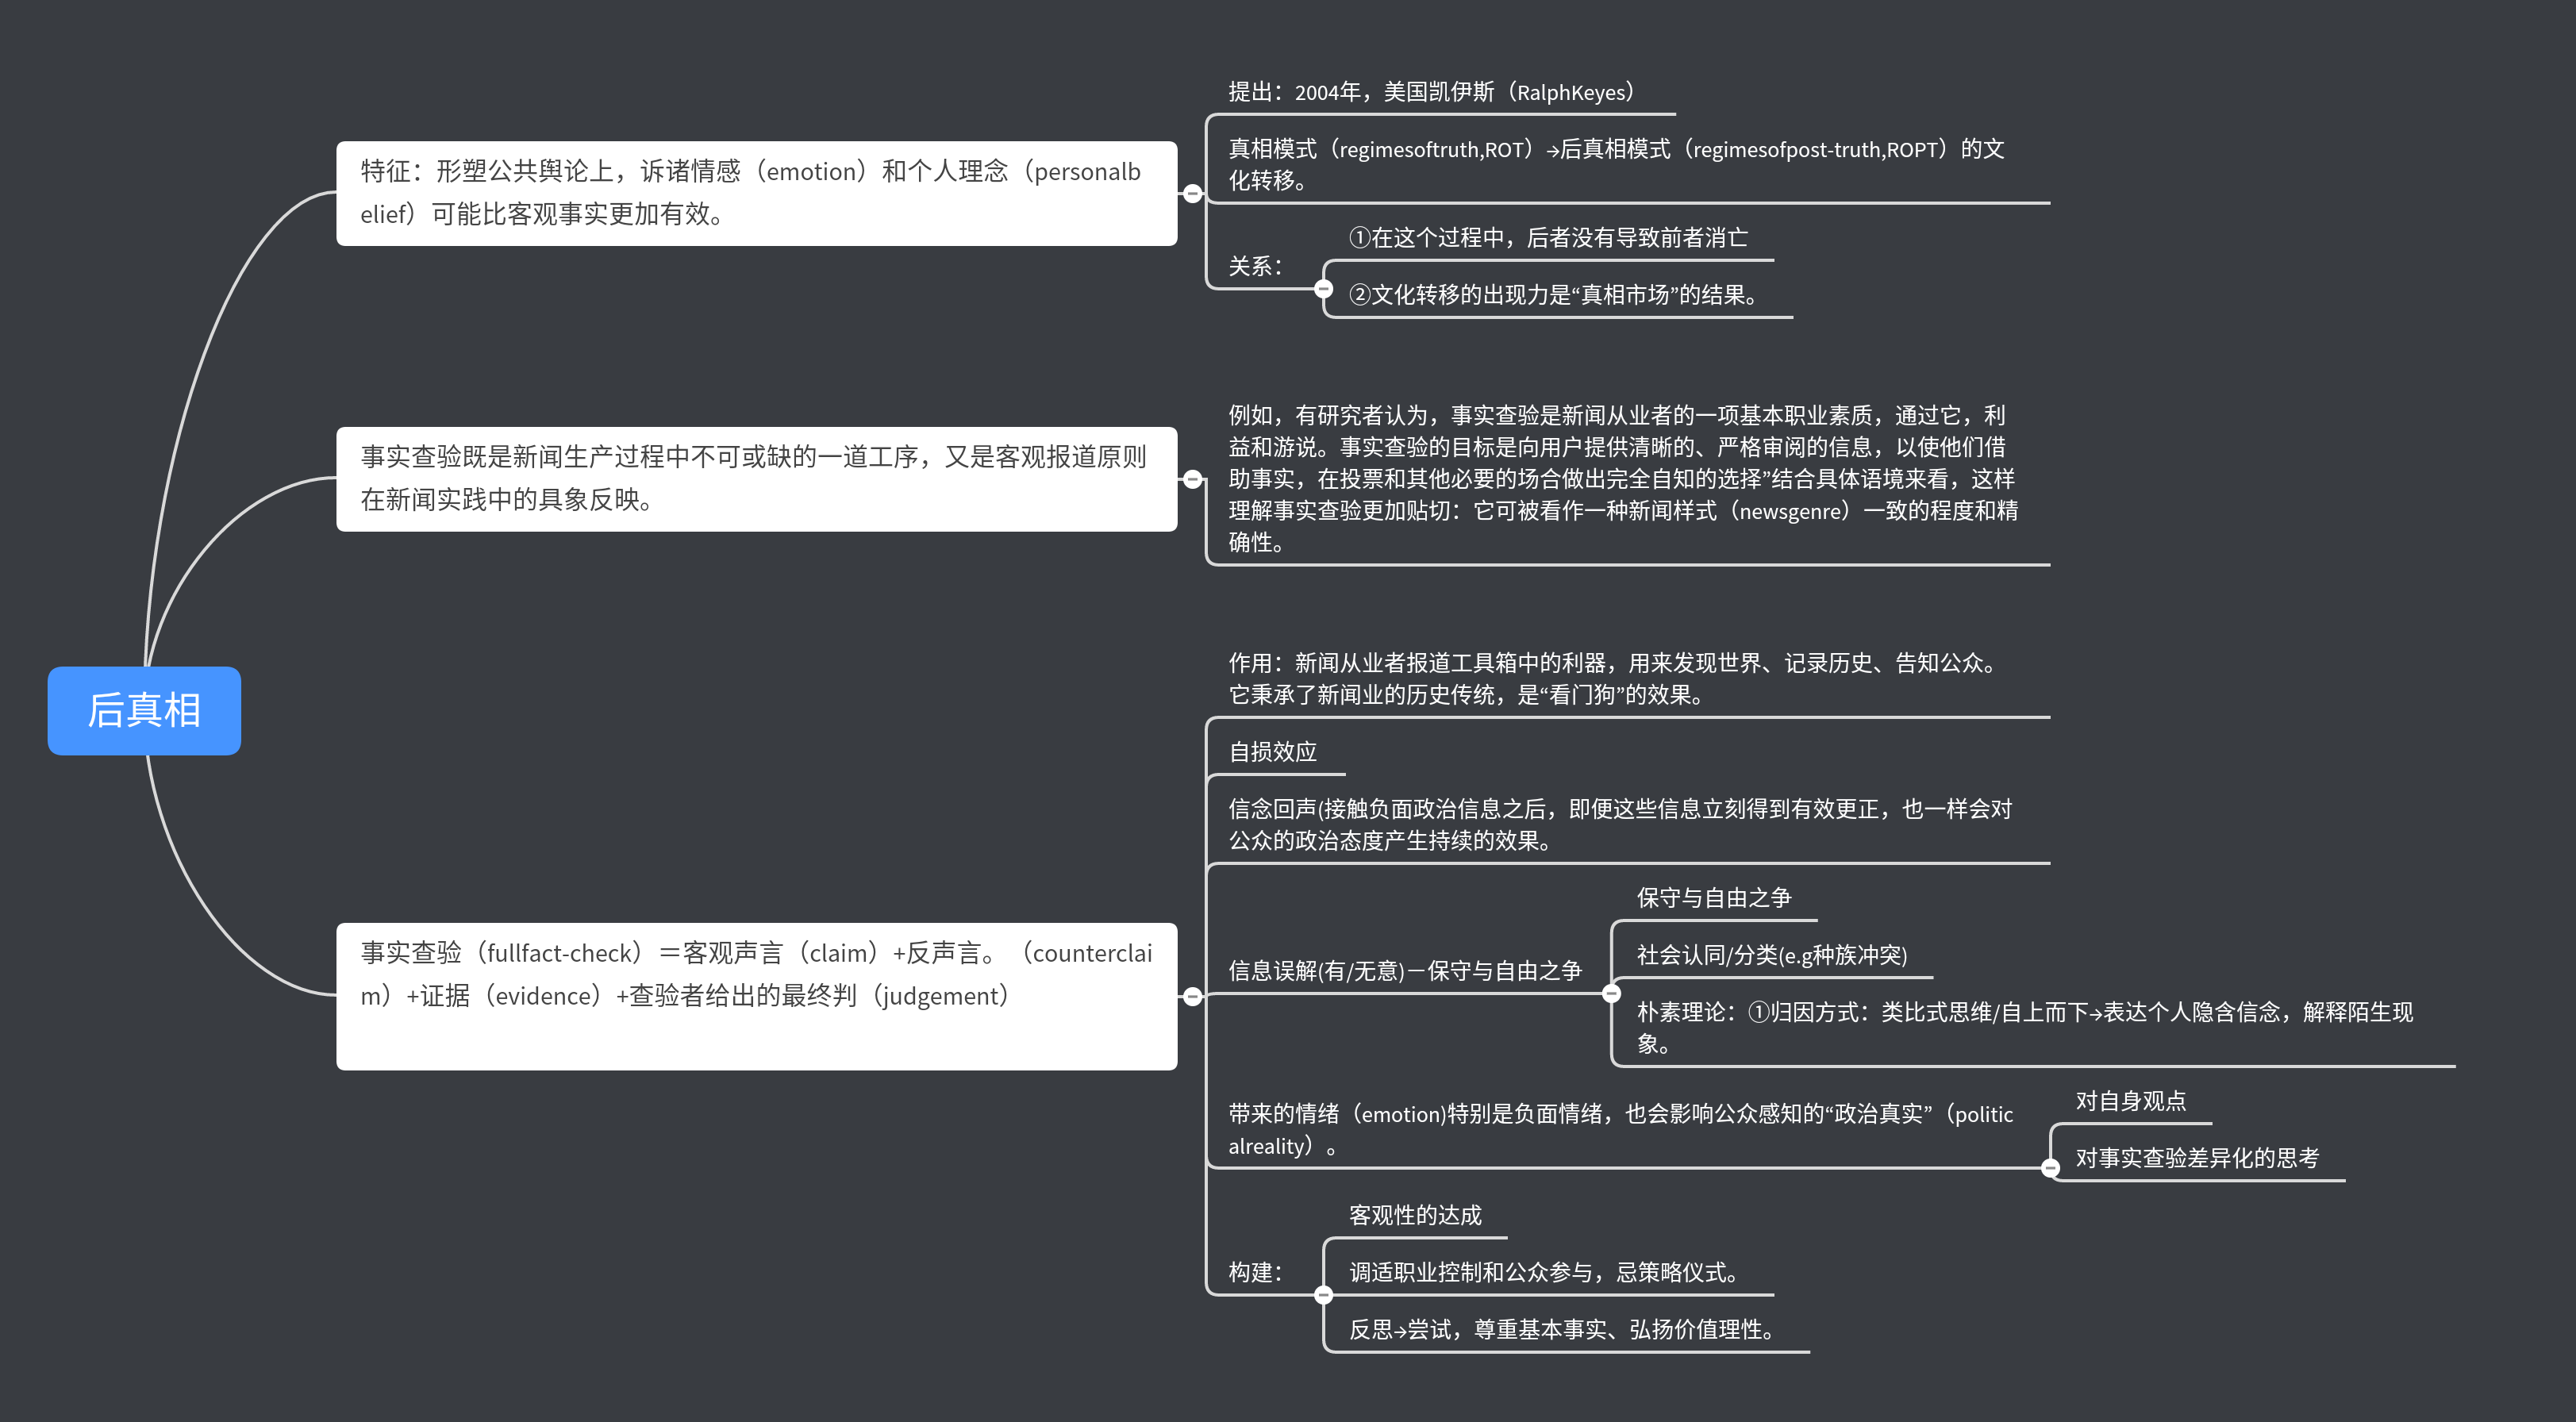 后真相
特征：形塑公共舆论上，诉诸情感（emotion）和个人理念（personalb
elief）可能比客观事实更加有效。
提出：2004年，美国凯伊斯（RalphKeyes）
真相模式（regimesoftruth,ROT）→后真相模式（regimesofpost-truth,ROPT）的文
化转移。
关系：
①在这个过程中，后者没有导致前者消亡
②文化转移的出现力是“真相市场”的结果。
事实查验既是新闻生产过程中不可或缺的一道工序，又是客观报道原则
在新闻实践中的具象反映。
例如，有研究者认为，事实查验是新闻从业者的一项基本职业素质，通过它，利
益和游说。事实查验的目标是向用户提供清晰的、严格审阅的信息，以使他们借
助事实，在投票和其他必要的场合做出完全自知的选择”结合具体语境来看，这样
理解事实查验更加贴切：它可被看作一种新闻样式（newsgenre）一致的程度和精
确性。
事实查验（fullfact-check）＝客观声言（claim）+反声言。（counterclai
m）+证据（evidence）+查验者给出的最终判（judgement）
作用：新闻从业者报道工具箱中的利器，用来发现世界、记录历史、告知公众。
它秉承了新闻业的历史传统，是“看门狗”的效果。
自损效应
信念回声(接触负面政治信息之后，即便这些信息立刻得到有效更正，也一样会对
公众的政治态度产生持续的效果。
信息误解(有/无意)－保守与自由之争
保守与自由之争
社会认同/分类(e.g种族冲突)
朴素理论：①归因方式：类比式思维/自上而下→表达个人隐含信念，解释陌生现
象。
带来的情绪（emotion)特别是负面情绪，也会影响公众感知的“政治真实”（politic
alreality）。
对自身观点
对事实查验差异化的思考
构建：
客观性的达成
调适职业控制和公众参与，忌策略仪式。
反思→尝试，尊重基本事实、弘扬价值理性。